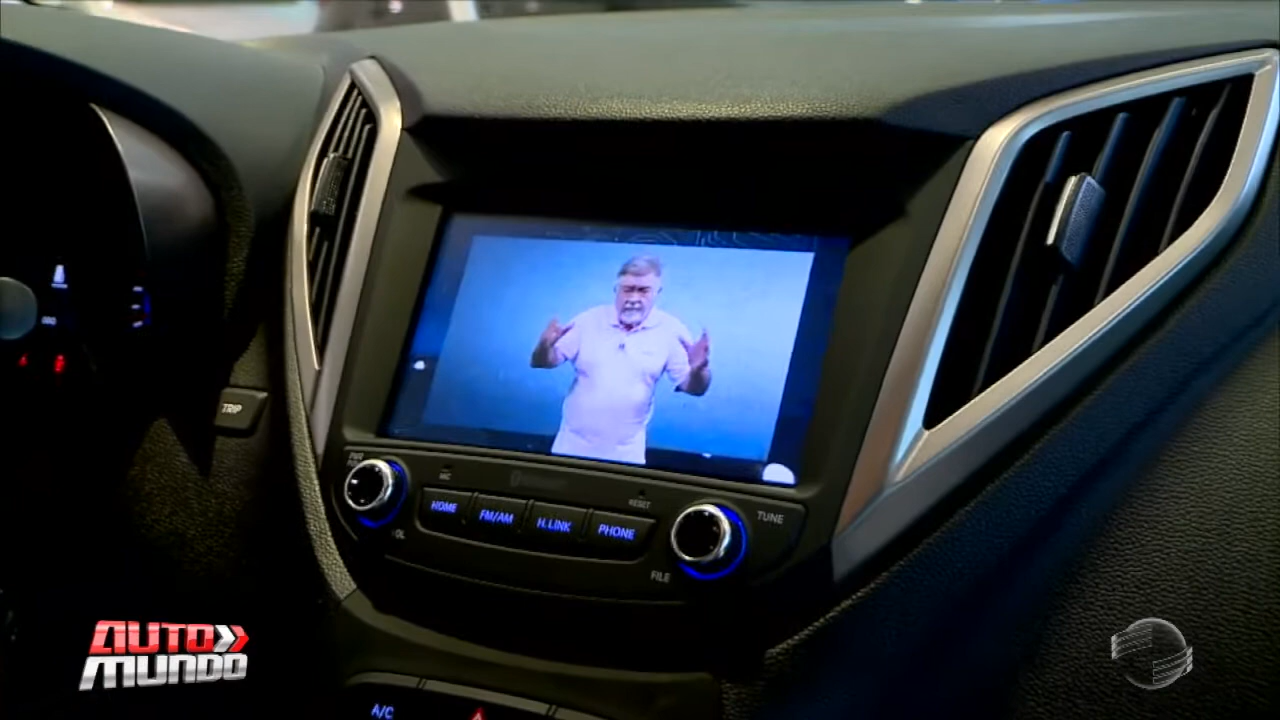 TRIP
HOME
FM/AM
H.LINK
PHONE
RESET
TUNE
FILE
A/C
AUTO
MUNDO